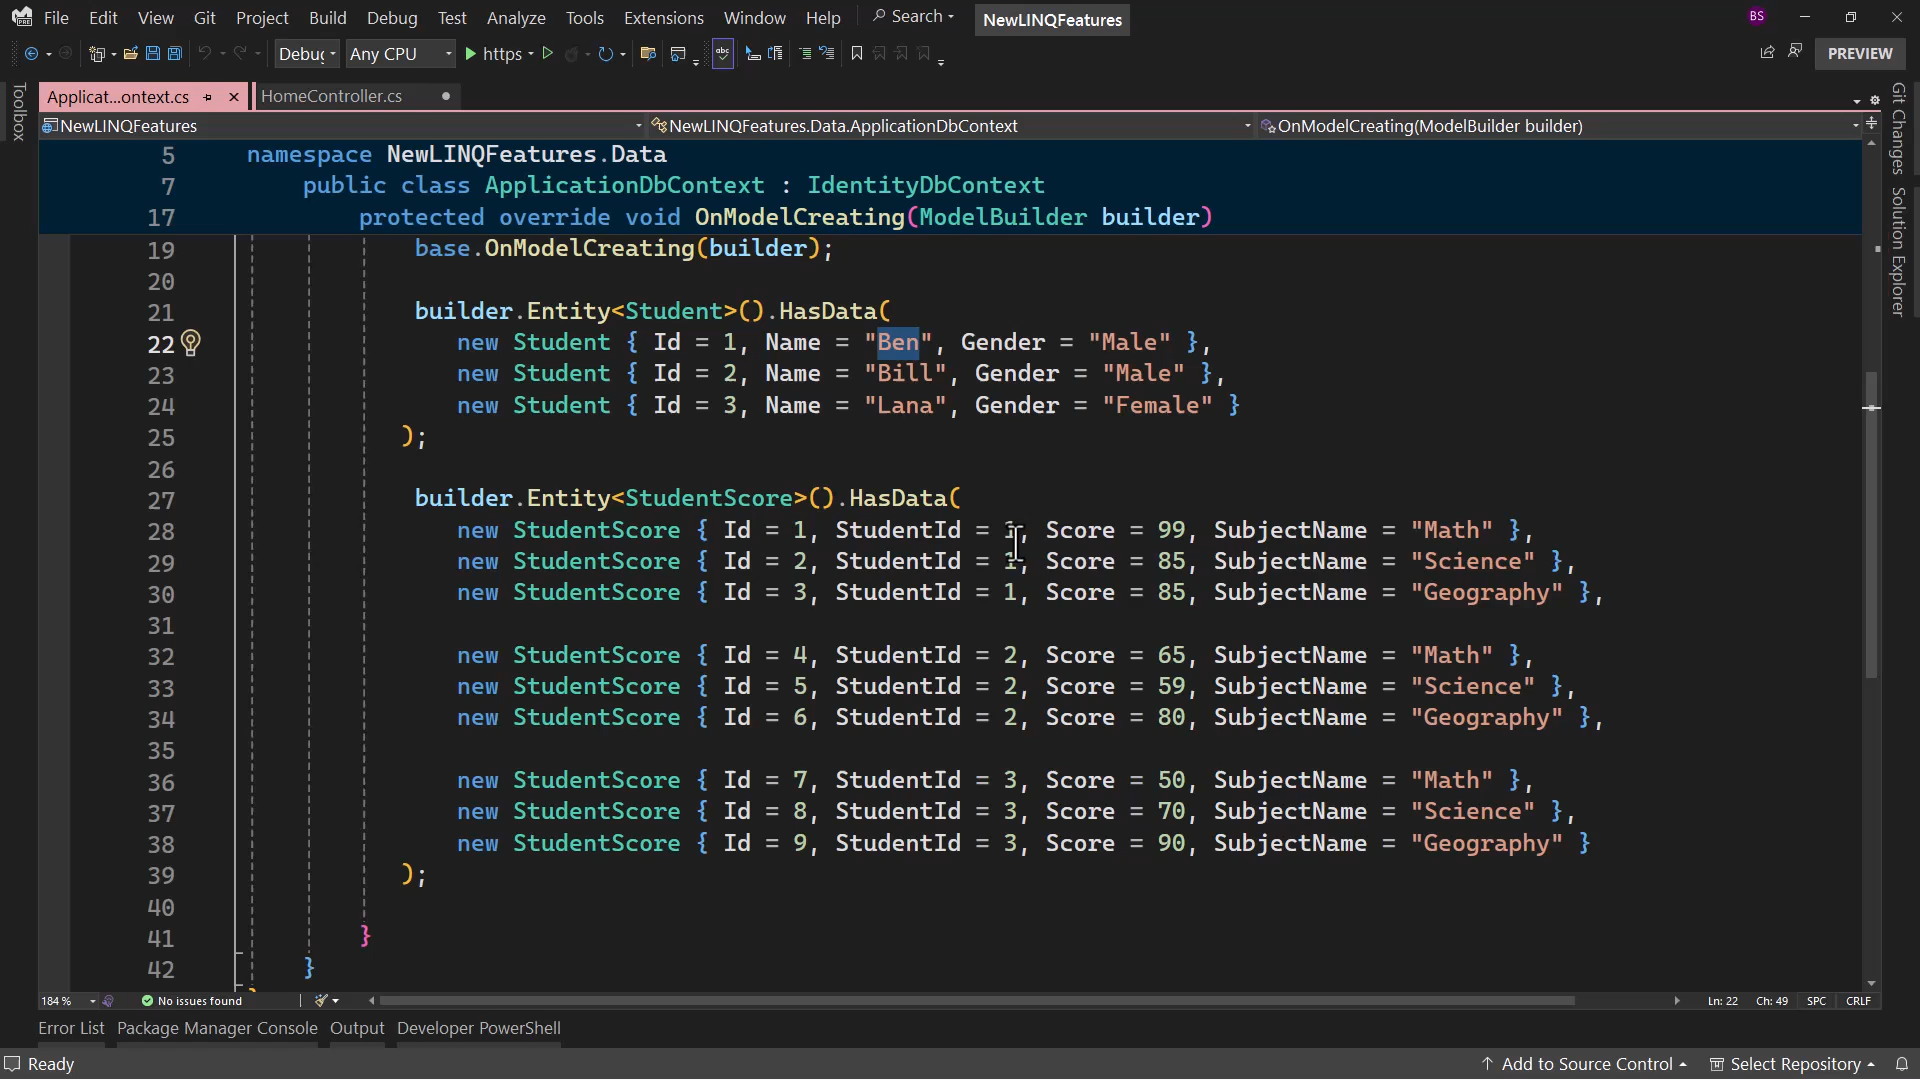 File Edit View Git Project Build Debug Test Analyze Tools Extensions Window Help Search NewLINQFeatures BS
Debug Any CPU https abc PREVIEW
Applicat...ontext.cs HomeController.cs
Toolbox
Git Changes
Solution Explorer
NewLINQFeatures NewLINQFeatures.Data.ApplicationDbContext OnModelCreating(ModelBuilder builder)
5 namespace NewLINQFeatures.Data
7 public class ApplicationDbContext : IdentityDbContext
17 protected override void OnModelCreating(ModelBuilder builder)
19 base.OnModelCreating(builder);
20
21 builder.Entity<Student>().HasData(
22 new Student { Id = 1, Name = "Ben", Gender = "Male" },
23 new Student { Id = 2, Name = "Bill", Gender = "Male" },
24 new Student { Id = 3, Name = "Lana", Gender = "Female" }
25 );
26
27 builder.Entity<StudentScore>().HasData(
28 new StudentScore { Id = 1, StudentId = 1, Score = 99, SubjectName = "Math" },
29 new StudentScore { Id = 2, StudentId = 1, Score = 85, SubjectName = "Science" },
30 new StudentScore { Id = 3, StudentId = 1, Score = 85, SubjectName = "Geography" },
31
32 new StudentScore { Id = 4, StudentId = 2, Score = 65, SubjectName = "Math" },
33 new StudentScore { Id = 5, StudentId = 2, Score = 59, SubjectName = "Science" },
34 new StudentScore { Id = 6, StudentId = 2, Score = 80, SubjectName = "Geography" },
35
36 new StudentScore { Id = 7, StudentId = 3, Score = 50, SubjectName = "Math" },
37 new StudentScore { Id = 8, StudentId = 3, Score = 70, SubjectName = "Science" },
38 new StudentScore { Id = 9, StudentId = 3, Score = 90, SubjectName = "Geography" }
39 );
40
41 }
42 }
184 % No issues found Ln: 22 Ch: 49 SPC CRLF
Error List Package Manager Console Output Developer PowerShell
Ready Add to Source Control Select Repository